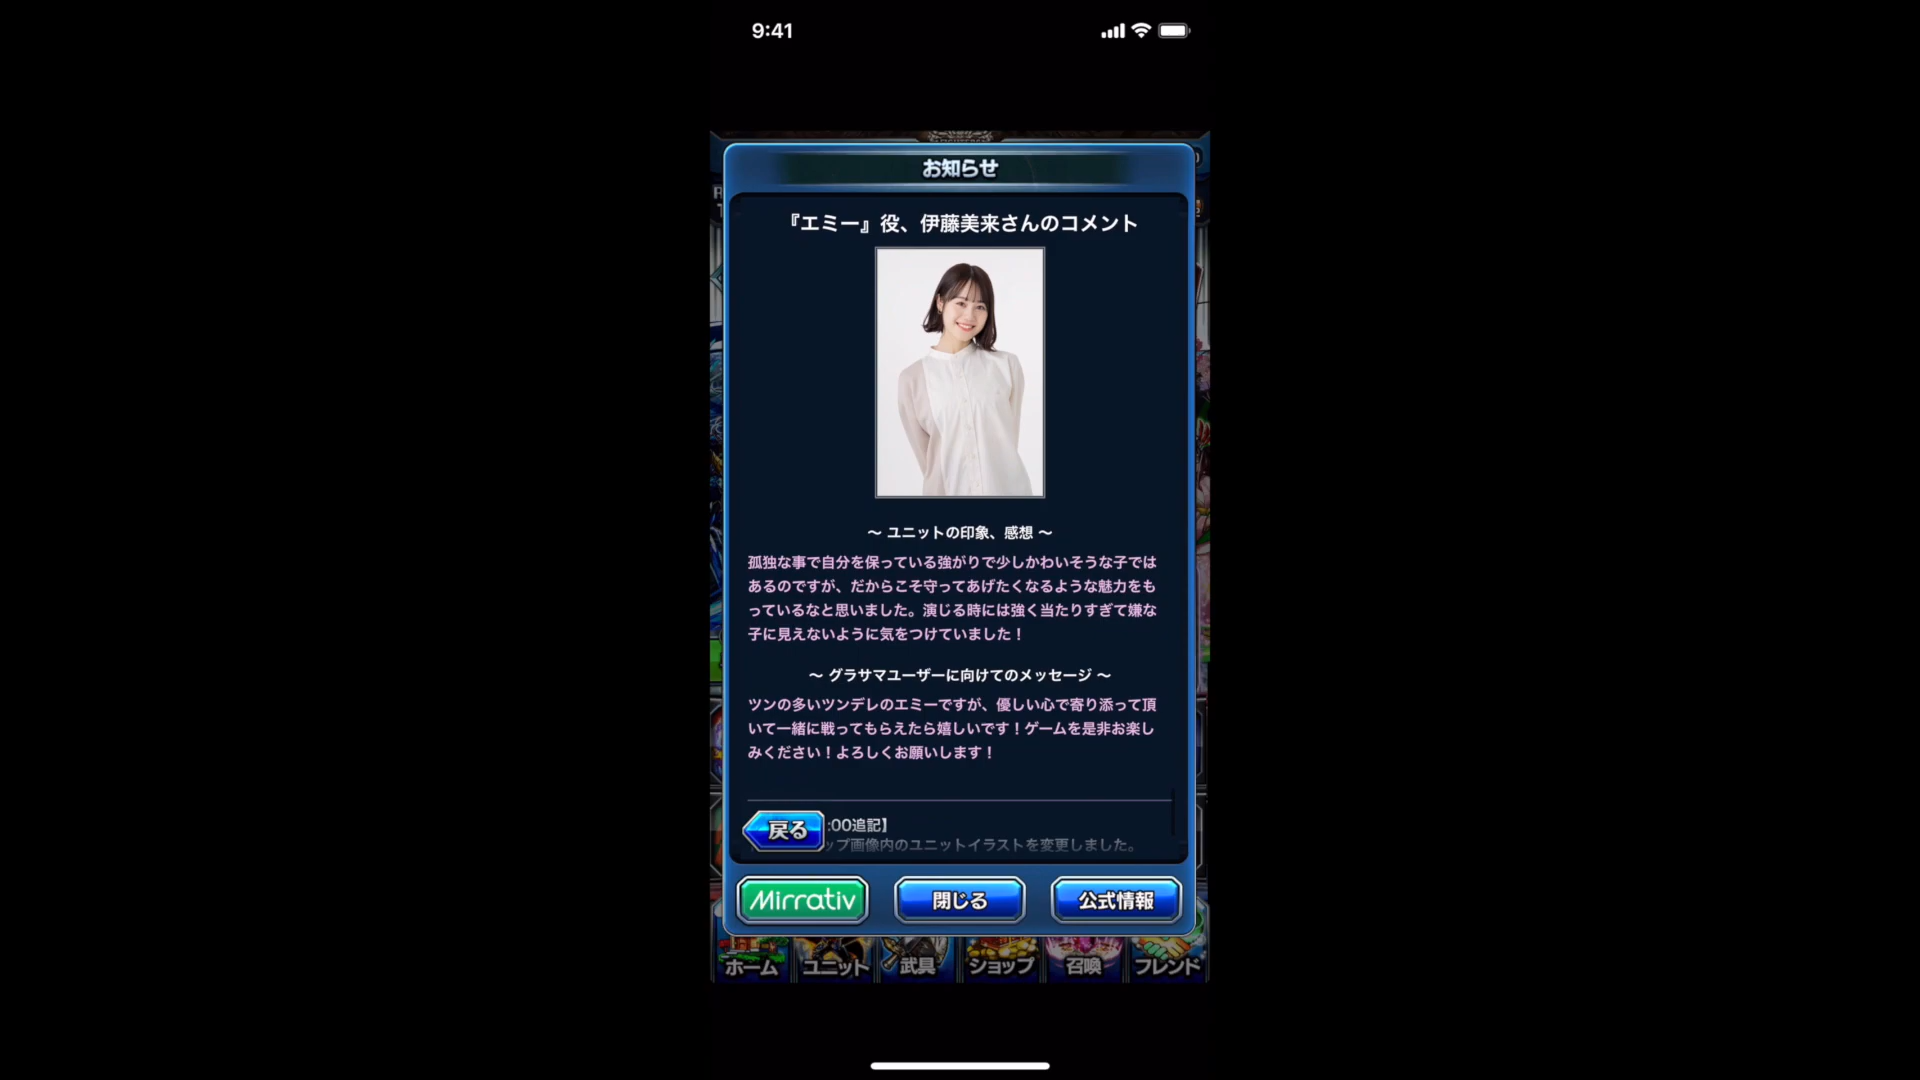 9:41
お知らせ
『エミー』役、伊藤美来さんのコメント
〜 ユニットの印象、感想 〜
孤独な事で自分を保っている強がりで少しかわいそうな子では
あるのですが、だからこそ守ってあげたくなるような魅力をも
っているなと思いました。演じる時には強く当たりすぎて嫌な
子に見えないように気をつけていました！
〜 グラサマユーザーに向けてのメッセージ 〜
ツンの多いツンデレのエミーですが、優しい心で寄り添って頂
いて一緒に戦ってもらえたら嬉しいです！ゲームを是非お楽し
みください！よろしくお願いします！
:00追記】
戻る
ップ画像内のユニットイラストを変更しました。
Mirrativ 閉じる 公式情報
ホーム ユニット 武具 ショップ 召喚 フレンド